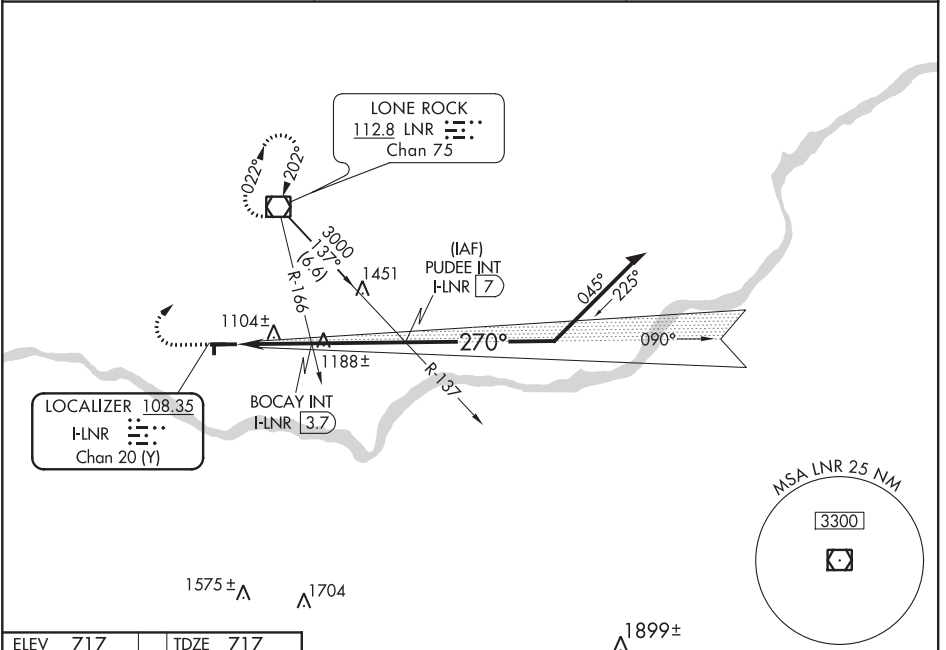 LONE ROCK
112.8 LNR
Chan 75
022°
202°
3000
137°
(6.6)
R-166
1451
(IAF)
PUDEE INT
I-LNR 7
045°
225°
1104±
1188±
270°
090°
R-137
LOCALIZER 108.35
I-LNR
Chan 20 (Y)
BOCAY INT
I-LNR 3.7
MSA LNR 25 NM
3300
1575±
1704
1899±
ELEV 717
TDZE 717